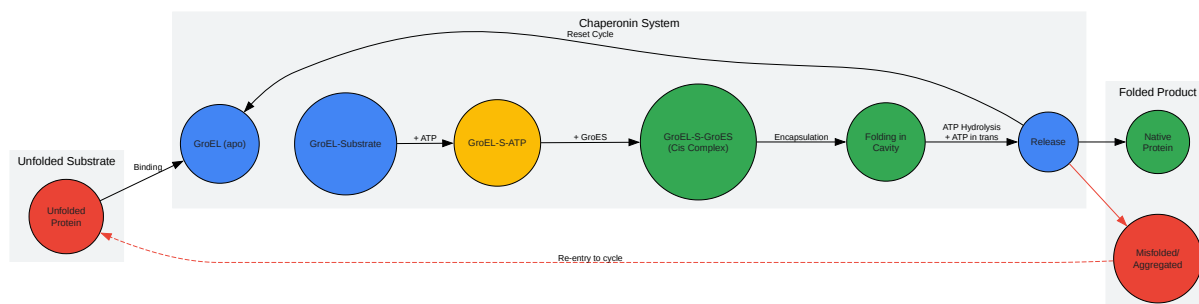 Chaperonin System
Reset Cycle
Unfolded Substrate
Unfolded
Protein
Binding
GroEL (apo)
GroEL-Substrate
+ ATP
GroEL-S-ATP
+ GroES
GroEL-S-GroES
(Cis Complex)
Encapsulation
Folding in
Cavity
ATP Hydrolysis
+ ATP in trans
Release
Folded Product
Native
Protein
Misfolded/
Aggregated
Re-entry to cycle